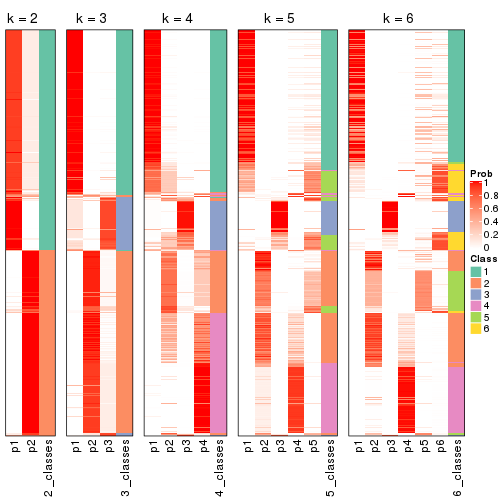 k = 2
k = 3
k = 4
k = 5
k = 6
Prob
1
0.8
0.6
0.4
0.2
0
Class
1
2
3
4
5
6
p1
p2
2_classes
p1
p2
p3
3_classes
p1
p2
p3
p4
4_classes
p1
p2
p3
p4
p5
5_classes
p1
p2
p3
p4
p5
p6
6_classes